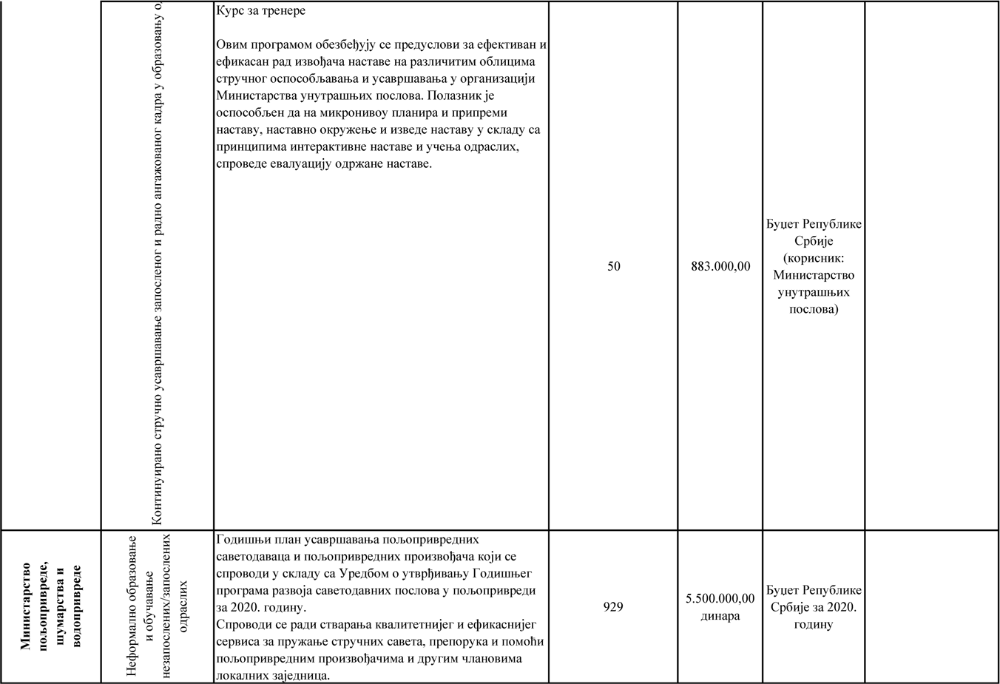 Континуирано стручно усавршавање запосленог и радно ангажованог кадра у образовању
Курс за тренере
Овим програмом обезбеђују се предуслови за ефективан и
ефикасан рад извођача наставе на различитим облицима
стручног оспособљавања и усавршавања у организацији
Министарства унутрашњих послова. Полазник је
оспособљен да на микронивоу планира и припреми
наставу, наставно окружење и изведе наставу у складу са
принципима интерактивне наставе и учења одраслих,
спроведе евалуацију одржане наставе.
50
883.000,00
Буџет Републике
Србије
(корисник:
Министарство
унутрашњих
послова)
Министарство
пољопривреде,
шумарства и
водопривреде
Неформално образовање
и обучавање
незапослених/запослених
одраслих
Годишњи план усавршавања пољопривредних
саветодаваца и пољопривредних произвођача који се
спроводи у складу са Уредбом о утврђивању Годишњег
програма развоја саветодавних послова у пољопривреди
за 2020. годину.
Спроводи се ради стварања квалитетнијег и ефикаснијег
сервиса за пружање стручних савета, препорука и помоћи
пољопривредним произвођачима и другим члановима
локалних заједница.
929
5.500.000,00
динара
Буџет Републике
Србије за 2020.
годину